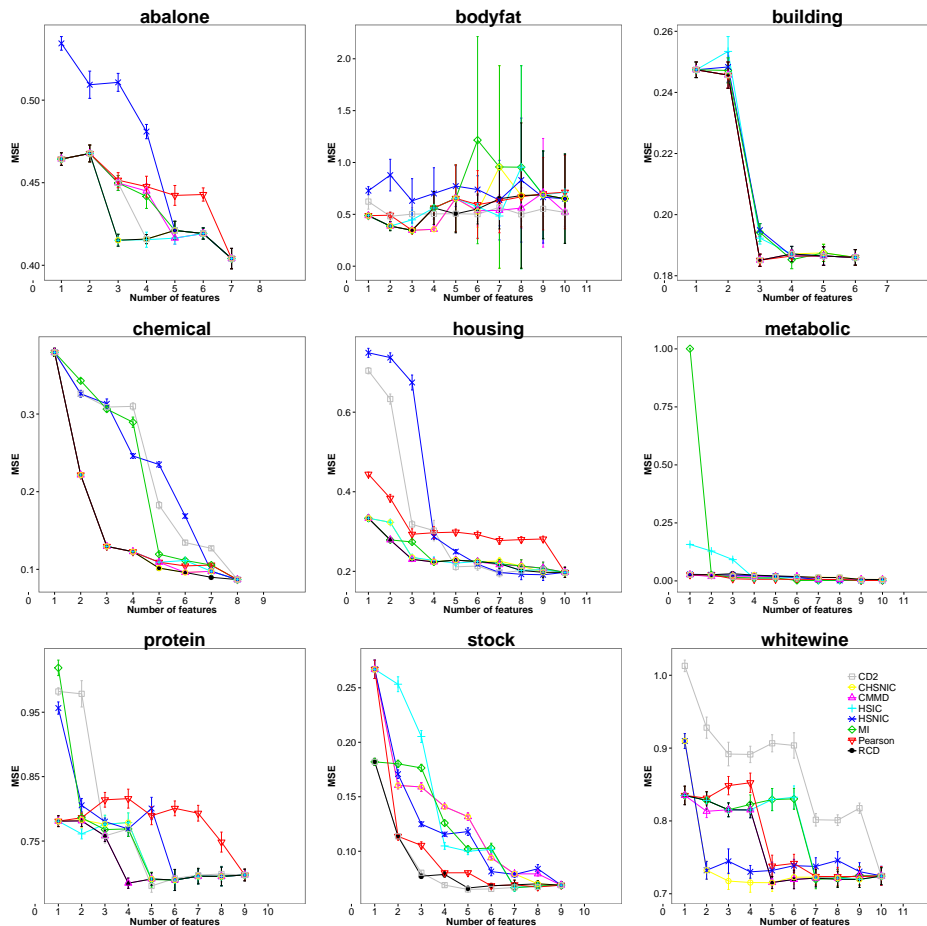 abalone
bodyfat
building
MSE
0.50
0.45
0.40
0
1 2 3 4 5 6 7 8
Number of features
MSE
2.0
1.5
1.0
0.5
0.0
0
1 2 3 4 5 6 7 8 9 10 11
Number of features
MSE
0.26
0.24
0.22
0.20
0.18
0
1 2 3 4 5 6 7
Number of features
chemical
housing
metabolic
MSE
0.3
0.2
0.1
0
1 2 3 4 5 6 7 8 9
Number of features
MSE
0.6
0.4
0.2
0
1 2 3 4 5 6 7 8 9 10 11
Number of features
MSE
1.00
0.75
0.50
0.25
0.00
0
1 2 3 4 5 6 7 8 9 10 11
Number of features
protein
stock
whitewine
MSE
0.95
0.85
0.75
0
1 2 3 4 5 6 7 8 9 10
Number of features
MSE
0.25
0.20
0.15
0.10
0
1 2 3 4 5 6 7 8 9 10
Number of features
MSE
1.0
0.9
0.8
0.7
0
1 2 3 4 5 6 7 8 9 10 11
Number of features
CD2
CHSNIC
CMMD
HSIC
HSNIC
MI
Pearson
RCD